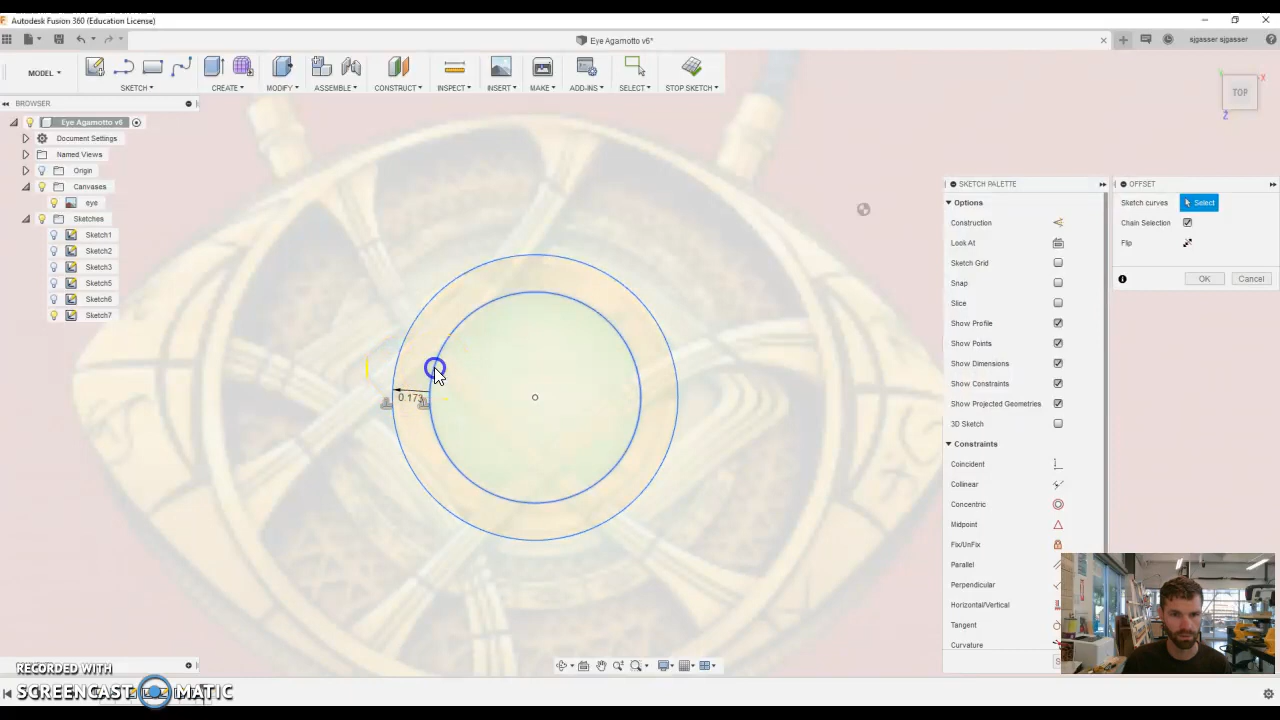 Autodesk Fusion 360 (Education License)
Eye Agamotto v6*
sjgasser sjgasser
MODEL
SKETCH
CREATE
MODIFY
ASSEMBLE
CONSTRUCT
INSPECT
INSERT
MAKE
ADD-INS
SELECT
STOP SKETCH
BROWSER
TOP
X
Z
Eye Agamotto v6
Document Settings
Named Views
Origin
Canvases
eye
Sketches
Sketch1
Sketch2
Sketch3
Sketch5
Sketch6
Sketch7
0.173
SKETCH PALETTE
Options
Construction
Look At
Sketch Grid
Snap
Slice
Show Profile
Show Points
Show Dimensions
Show Constraints
Show Projected Geometries
3D Sketch
Constraints
Coincident
Collinear
Concentric
Midpoint
Fix/UnFix
Parallel
Perpendicular
Horizontal/Vertical
Tangent
Curvature
OFFSET
Sketch curves
Select
Chain Selection
Flip
OK
Cancel
RECORDED WITH
SCREENCAST MATIC